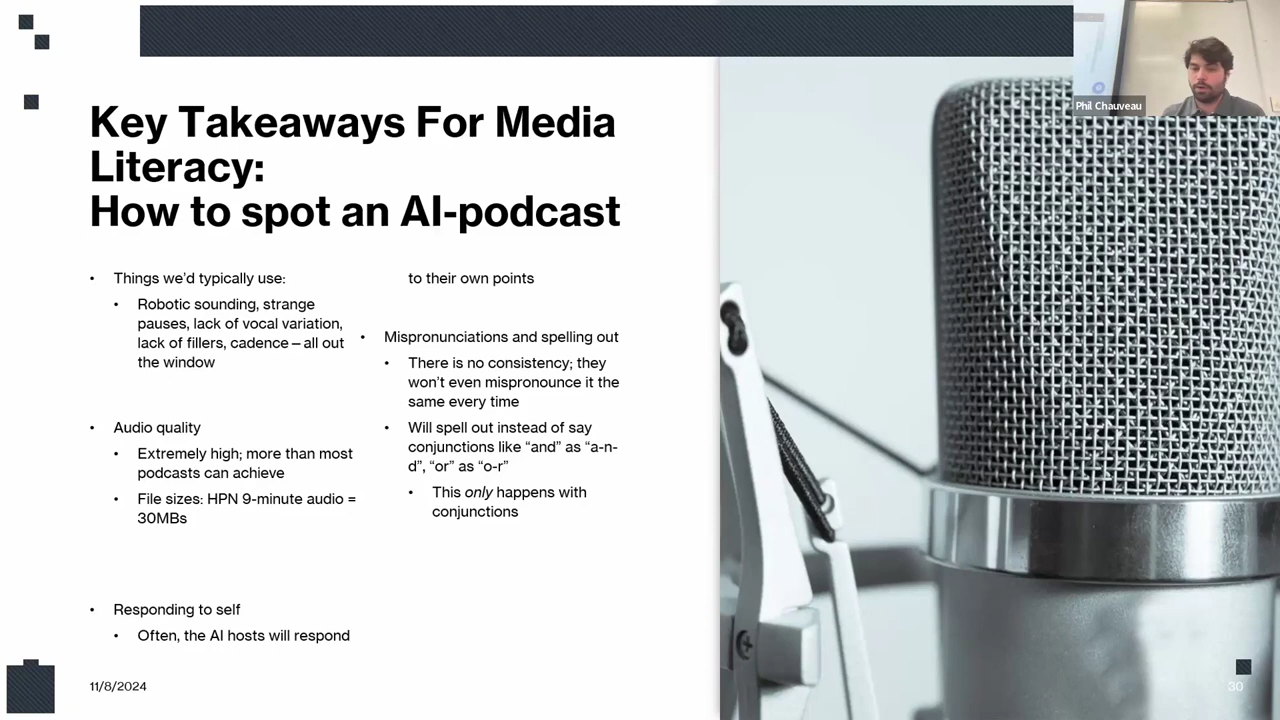 Phil Chauveau
Key Takeaways For Media
Literacy:
How to spot an AI-podcast
• Things we’d typically use:
• Robotic sounding, strange
pauses, lack of vocal variation,
lack of fillers, cadence – all out
the window
• Audio quality
• Extremely high; more than most
podcasts can achieve
• File sizes: HPN 9-minute audio =
30MBs
• Responding to self
• Often, the AI hosts will respond
to their own points
• Mispronunciations and spelling out
• There is no consistency; they
won’t even mispronounce it the
same every time
• Will spell out instead of say
conjunctions like “and” as “a-n-
d”, “or” as “o-r”
• This only happens with
conjunctions
11/8/2024
30